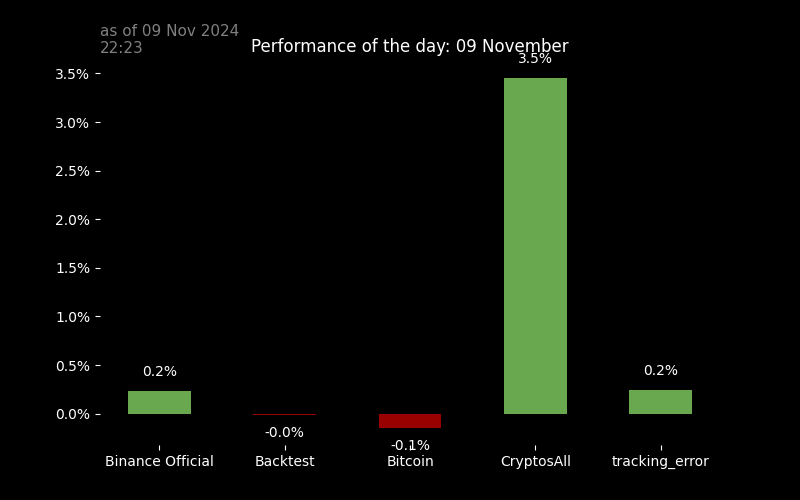 as of 09 Nov 2024
22:23
Performance of the day: 09 November
3.5%
3.5%
3.0%
2.5%
2.0%
1.5%
1.0%
0.5%
0.0%
0.2%
-0.0%
-0.1%
0.2%
Binance Official
Backtest
Bitcoin
CryptosAll
tracking_error